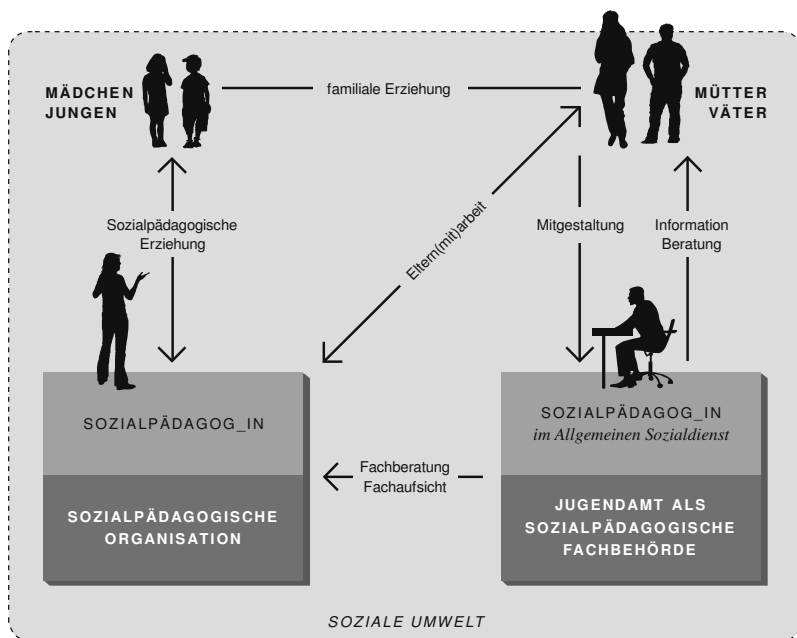 MÄDCHEN
JUNGEN
familiale Erziehung
MÜTTER
VÄTER
Sozialpädagogische
Erziehung
Eltern(mit)arbeit
Mitgestaltung
Information
Beratung
SOZIALPÄDAGOG_IN
SOZIALPÄDAGOG_IN
im Allgemeinen Sozialdienst
Fachberatung
Fachaufsicht
SOZIALPÄDAGOGISCHE
ORGANISATION
JUGENDAMT ALS
SOZIALPÄDAGOGISCHE
FACHBEHÖRDE
SOZIALE UMWELT